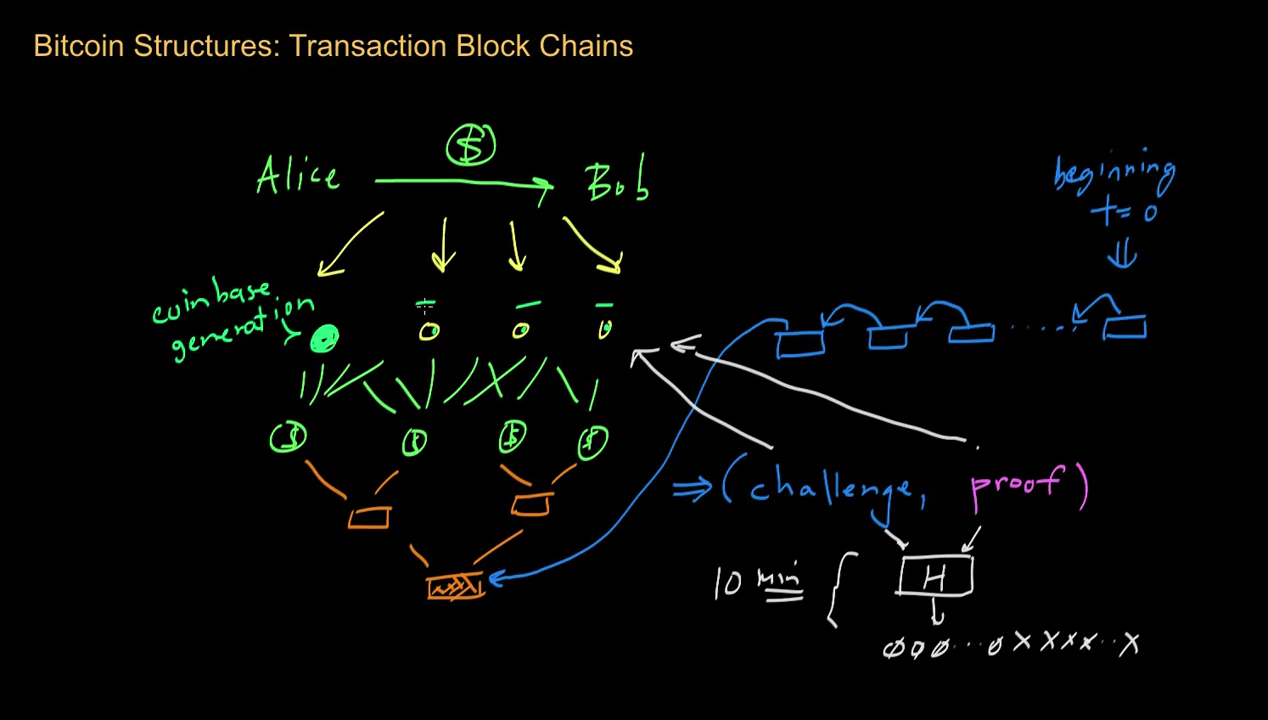 Bitcoin Structures: Transaction Block Chains
$
Alice
Bob
beginning
t=0
coinbase
generation
$ $ $ $
⇒(challenge, proof)
10 min { H
000...0XXXX..X